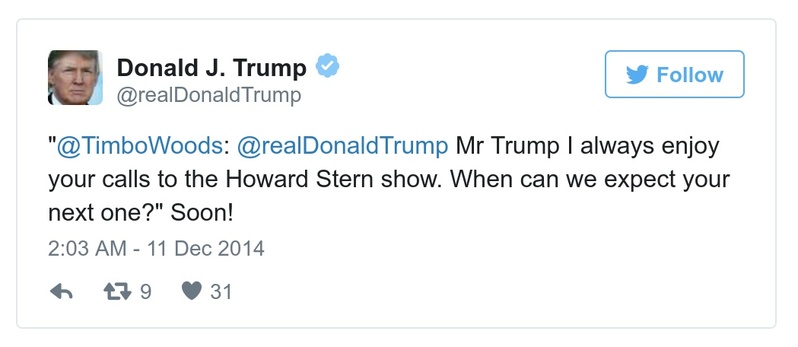 Donald J. Trump
@realDonaldTrump
Follow
"@TimboWoods: @realDonaldTrump Mr Trump I always enjoy
your calls to the Howard Stern show. When can we expect your
next one?" Soon!
2:03 AM - 11 Dec 2014
9 31